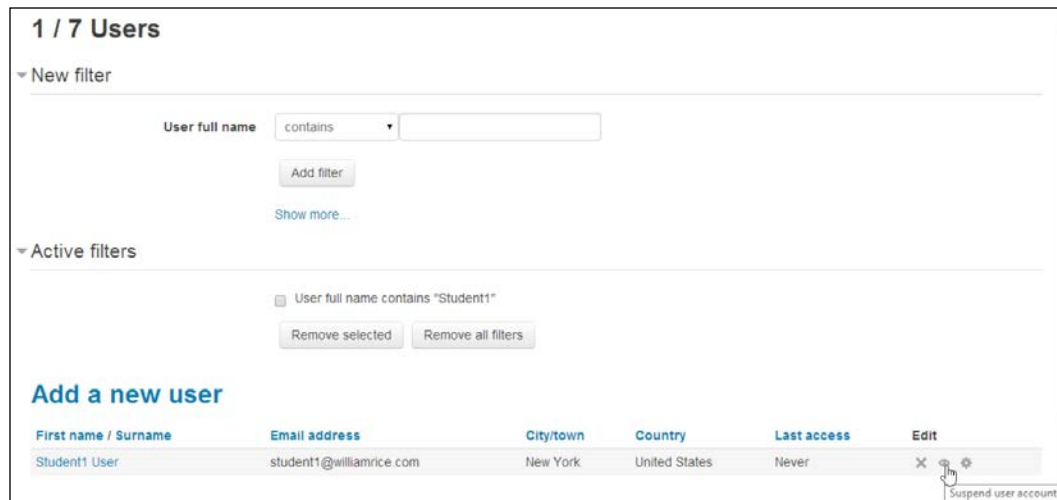 1 / 7 Users
New filter
User full name contains
Add filter
Show more...
Active filters
User full name contains "Student1"
Remove selected Remove all filters
Add a new user
First name / Surname Email address City/town Country Last access Edit
Student1 User student1@williamrice.com New York United States Never
Suspend user account